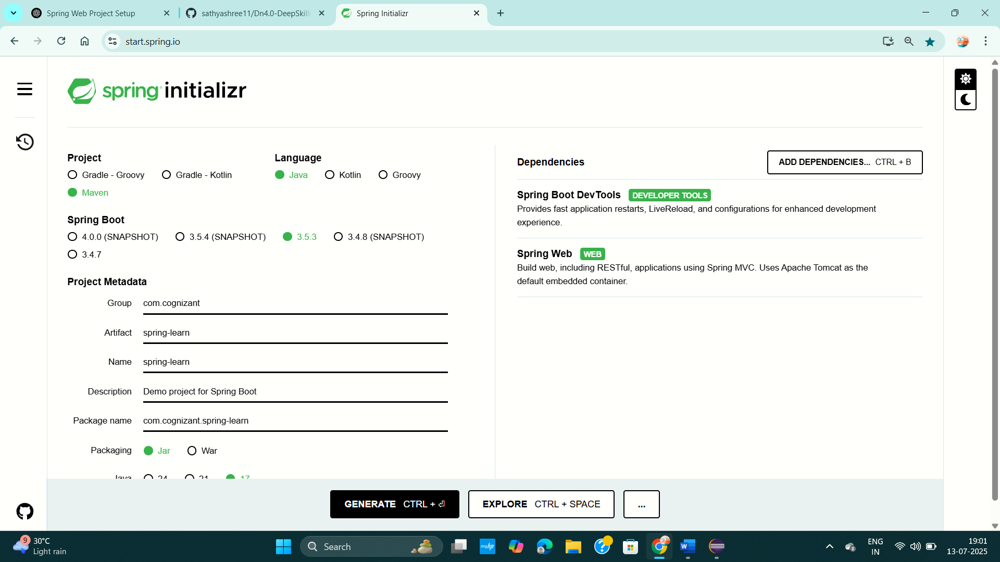 Spring Web Project Setup
sathyashree11/Dn4.0-DeepSkilli
Spring Initializr
start.spring.io
spring initializr
Project
Gradle - Groovy
Gradle - Kotlin
Maven
Language
Java
Kotlin
Groovy
Spring Boot
4.0.0 (SNAPSHOT)
3.5.4 (SNAPSHOT)
3.5.3
3.4.8 (SNAPSHOT)
3.4.7
Project Metadata
Group com.cognizant
Artifact spring-learn
Name spring-learn
Description Demo project for Spring Boot
Package name com.cognizant.spring-learn
Packaging Jar War
Java 24 21 17
Dependencies
ADD DEPENDENCIES... CTRL + B
Spring Boot DevTools DEVELOPER TOOLS
Provides fast application restarts, LiveReload, and configurations for enhanced development
experience.
Spring Web WEB
Build web, including RESTful, applications using Spring MVC. Uses Apache Tomcat as the
default embedded container.
GENERATE CTRL + ⏎
EXPLORE CTRL + SPACE
...
9
30°C
Light rain
Search
myhp
W
ENG
IN
19:01
13-07-2025